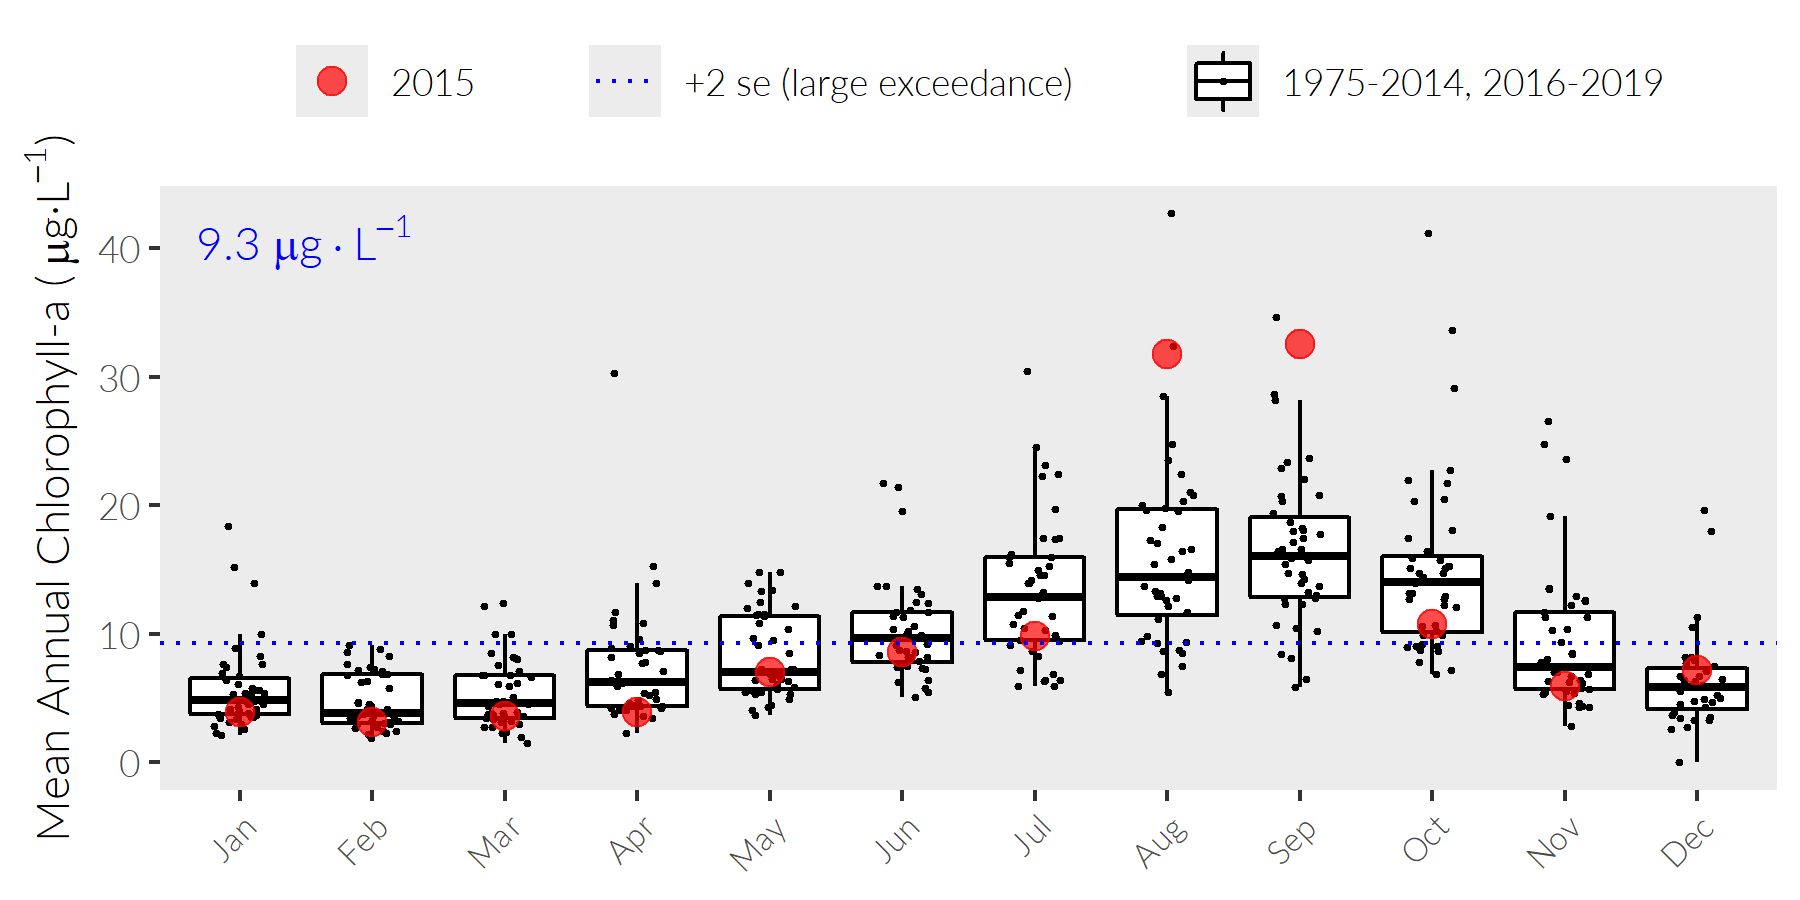 2015 +2 se (large exceedance) 1975-2014, 2016-2019
Mean Annual Chlorophyll-a (μg·L⁻¹)
9.3 μg · L⁻¹
40
30
20
10
0
Jan Feb Mar Apr May Jun Jul Aug Sep Oct Nov Dec